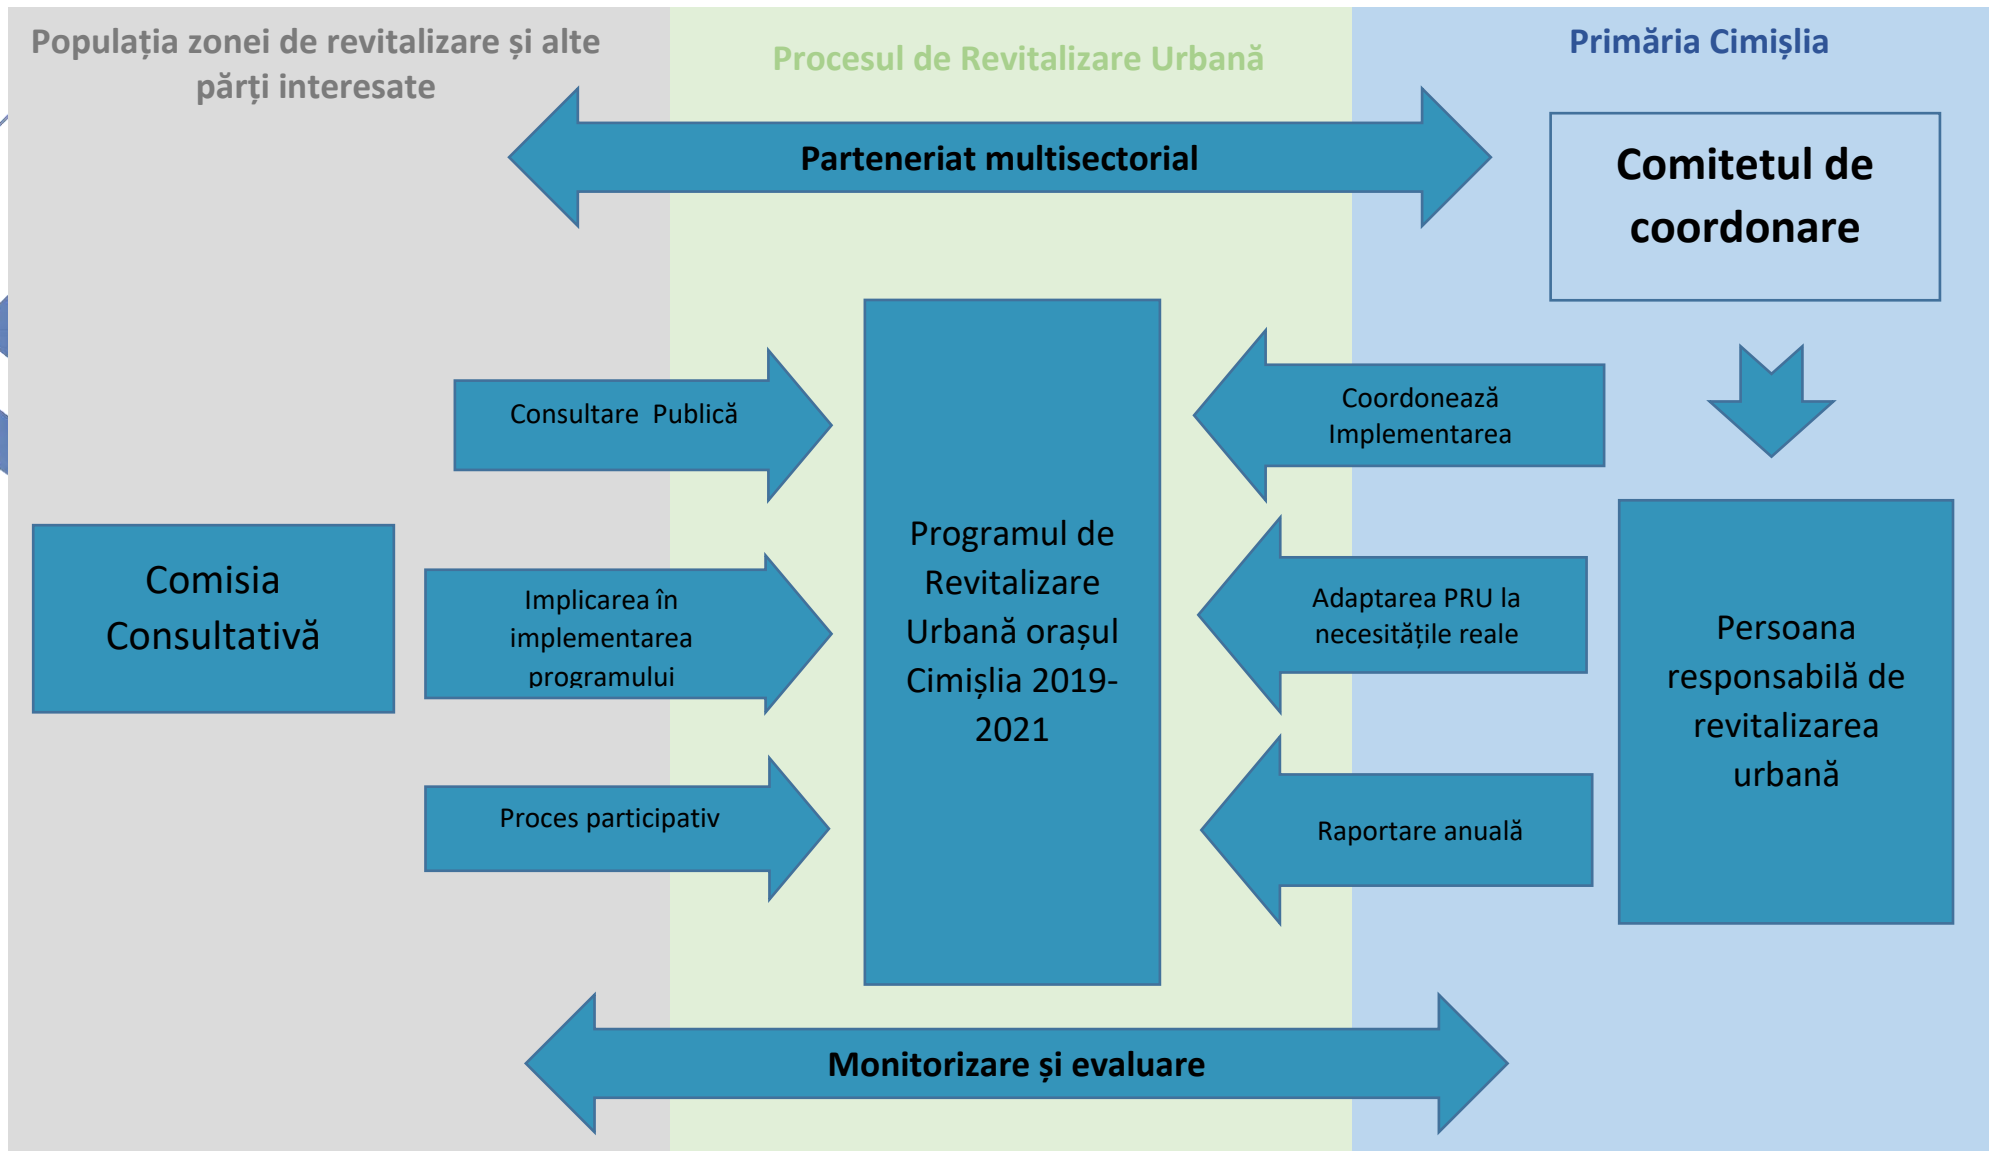 Populația zonei de revitalizare și alte
părți interesate
Procesul de Revitalizare Urbană
Primăria Cimișlia
Parteneriat multisectorial
Comitetul de
coordonare
Consultare  Publică
Coordonează
Implementarea
Comisia
Consultativă
Implicarea în
implementarea
programului
Programul de
Revitalizare
Urbană orașul
Cimișlia 2019-
2021
Adaptarea PRU la
necesitățile reale
Persoana
responsabilă de
revitalizarea
urbană
Proces participativ
Raportare anuală
Monitorizare și evaluare